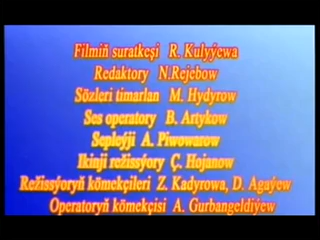 Filmiň suratkeşi R. Kulyýewa
Redaktory N.Rejebow
Sözleri timarlan M. Hydyrow
Ses operatory B. Artykow
Sepleýji A. Piwowarow
Ikinji režissýory Ç. Hojanow
Režissýoryň kömekçileri Z. Kadyrowa, D. Agaýew
Operatoryň kömekçisi A. Gurbangeldiýew